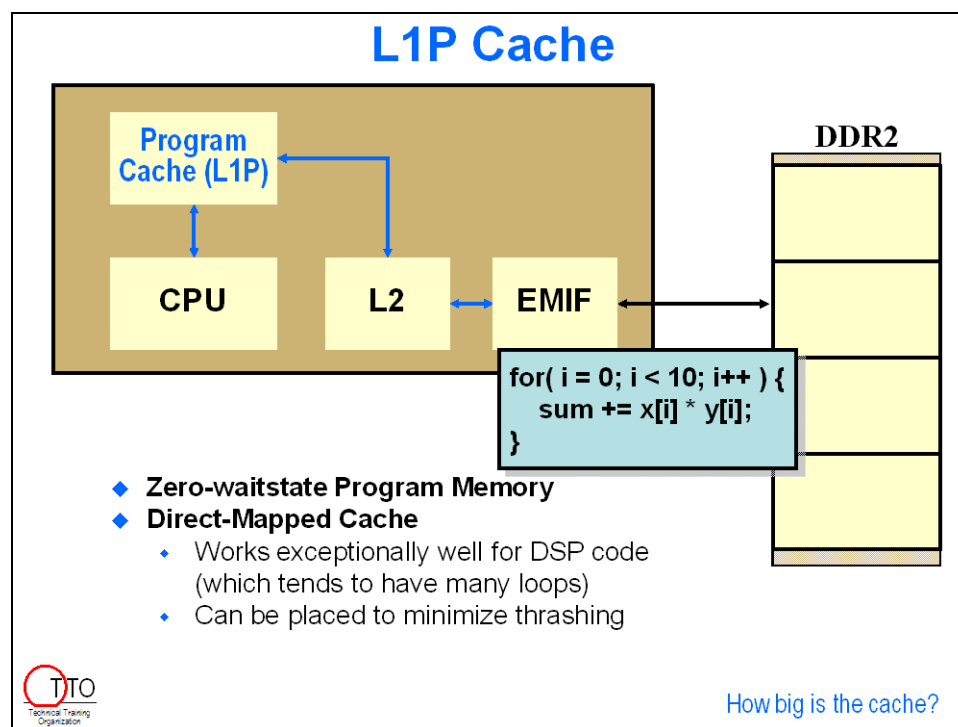 L1P Cache
Program
Cache (L1P)
DDR2
CPU
L2
EMIF
for( i = 0; i < 10; i++ ) {
sum += x[i] * y[i];
}
Zero-waitstate Program Memory
Direct-Mapped Cache
Works exceptionally well for DSP code
(which tends to have many loops)
Can be placed to minimize thrashing
TTO
Technical Training
Organization
How big is the cache?